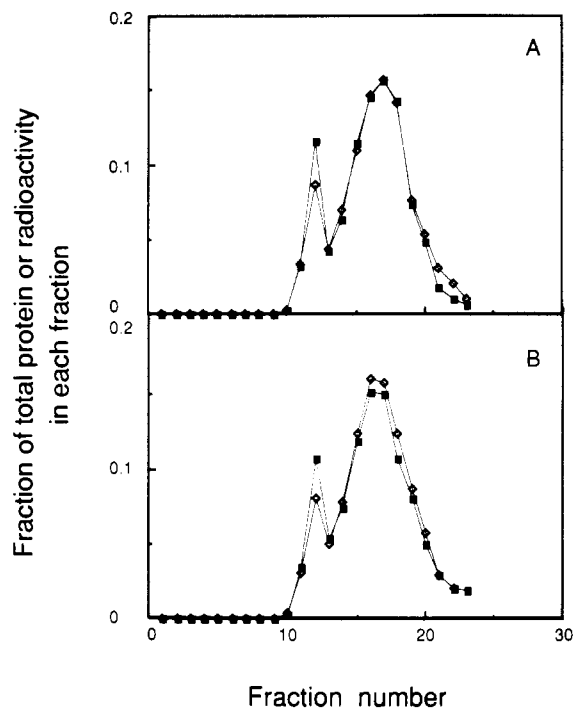 Fraction of total protein or radioactivity
in each fraction
0.2
A
0.1
0
0.2
B
0.1
0
0
10
20
30
Fraction number